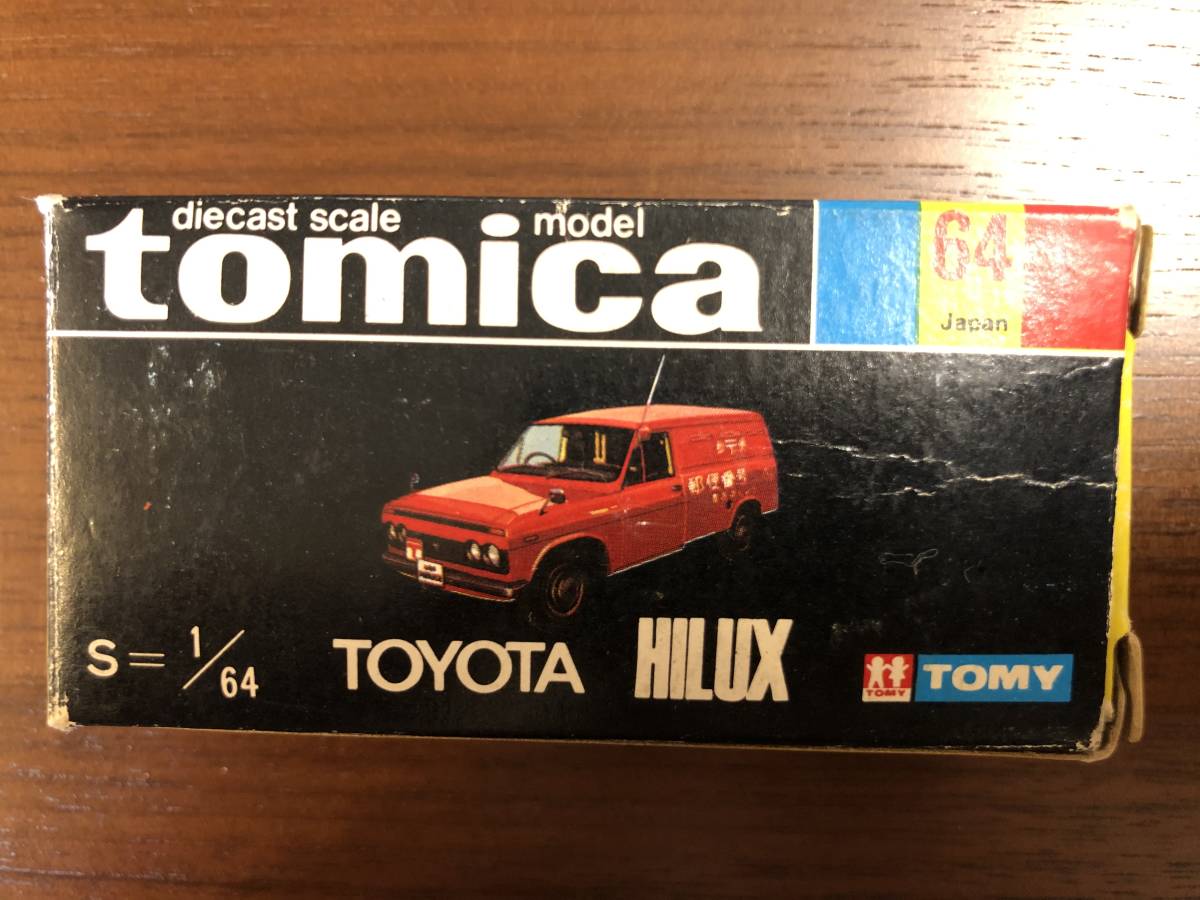 diecast scale model
tomica
64
Japan
S = 1/64
TOYOTA HILUX
TOMY TOMY